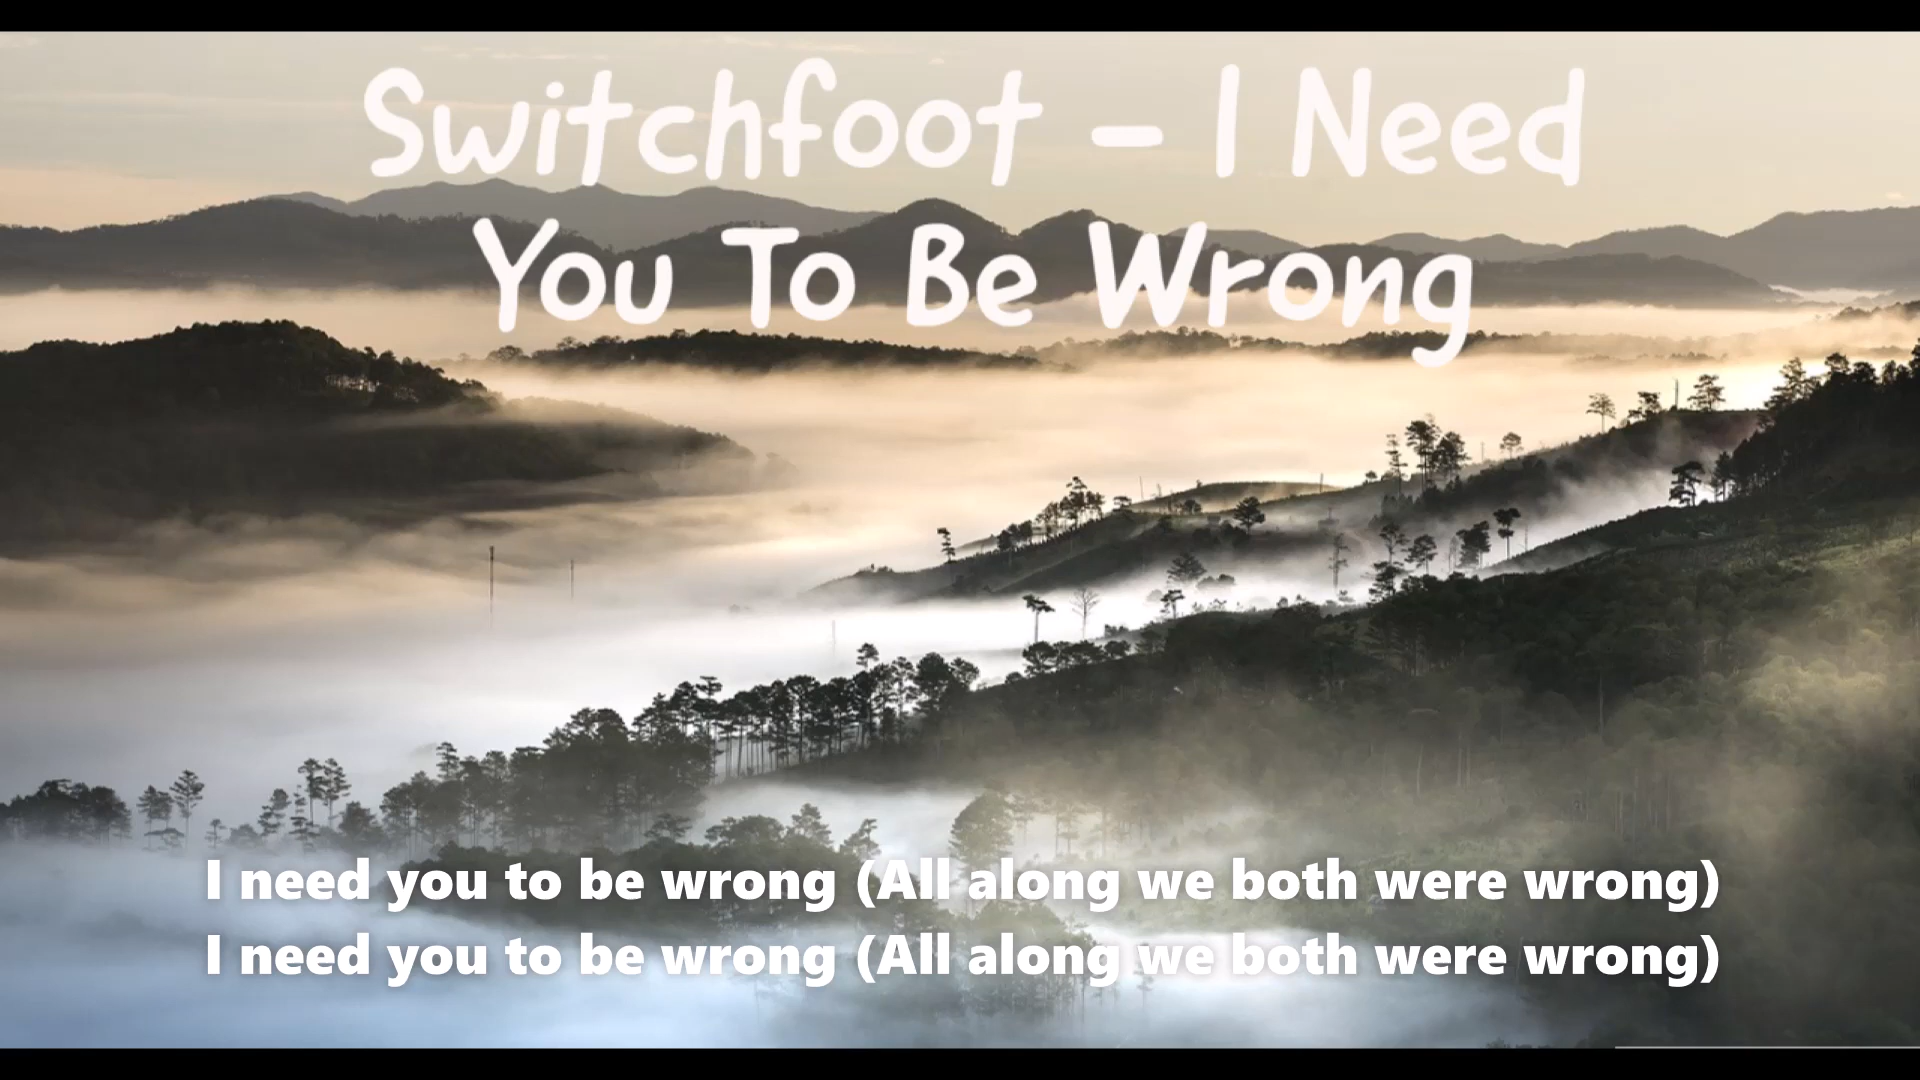 Switchfoot - I Need
You To Be Wrong
I need you to be wrong (All along we both were wrong)
I need you to be wrong (All along we both were wrong)